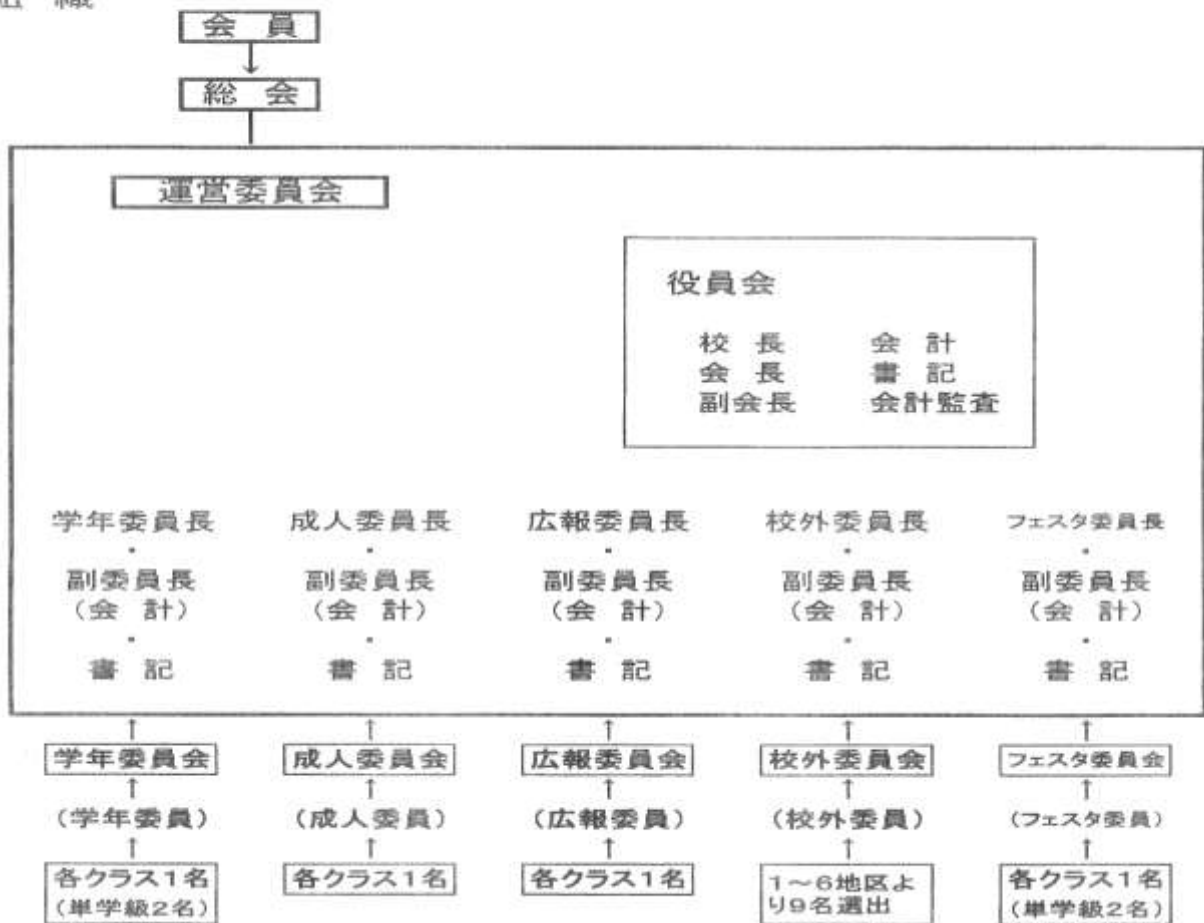 組織
会員
↓
総会
運営委員会
役員会
校長 会計
会長 書記
副会長 会計監査
学年委員長 成人委員長 広報委員長 校外委員長 フェスタ委員長
・ ・ ・ ・ ・
副委員長 副委員長 副委員長 副委員長 副委員長
(会計) (会計) (会計) (会計) (会計)
・ ・ ・ ・ ・
書記 書記 書記 書記 書記
↑ ↑ ↑ ↑ ↑
学年委員会 成人委員会 広報委員会 校外委員会 フェスタ委員会
↑ ↑ ↑ ↑ ↑
(学年委員) (成人委員) (広報委員) (校外委員) (フェスタ委員)
↑ ↑ ↑ ↑ ↑
各クラス1名 各クラス1名 各クラス1名 1～6地区よ 各クラス1名
(単学級2名) り9名選出 (単学級2名)